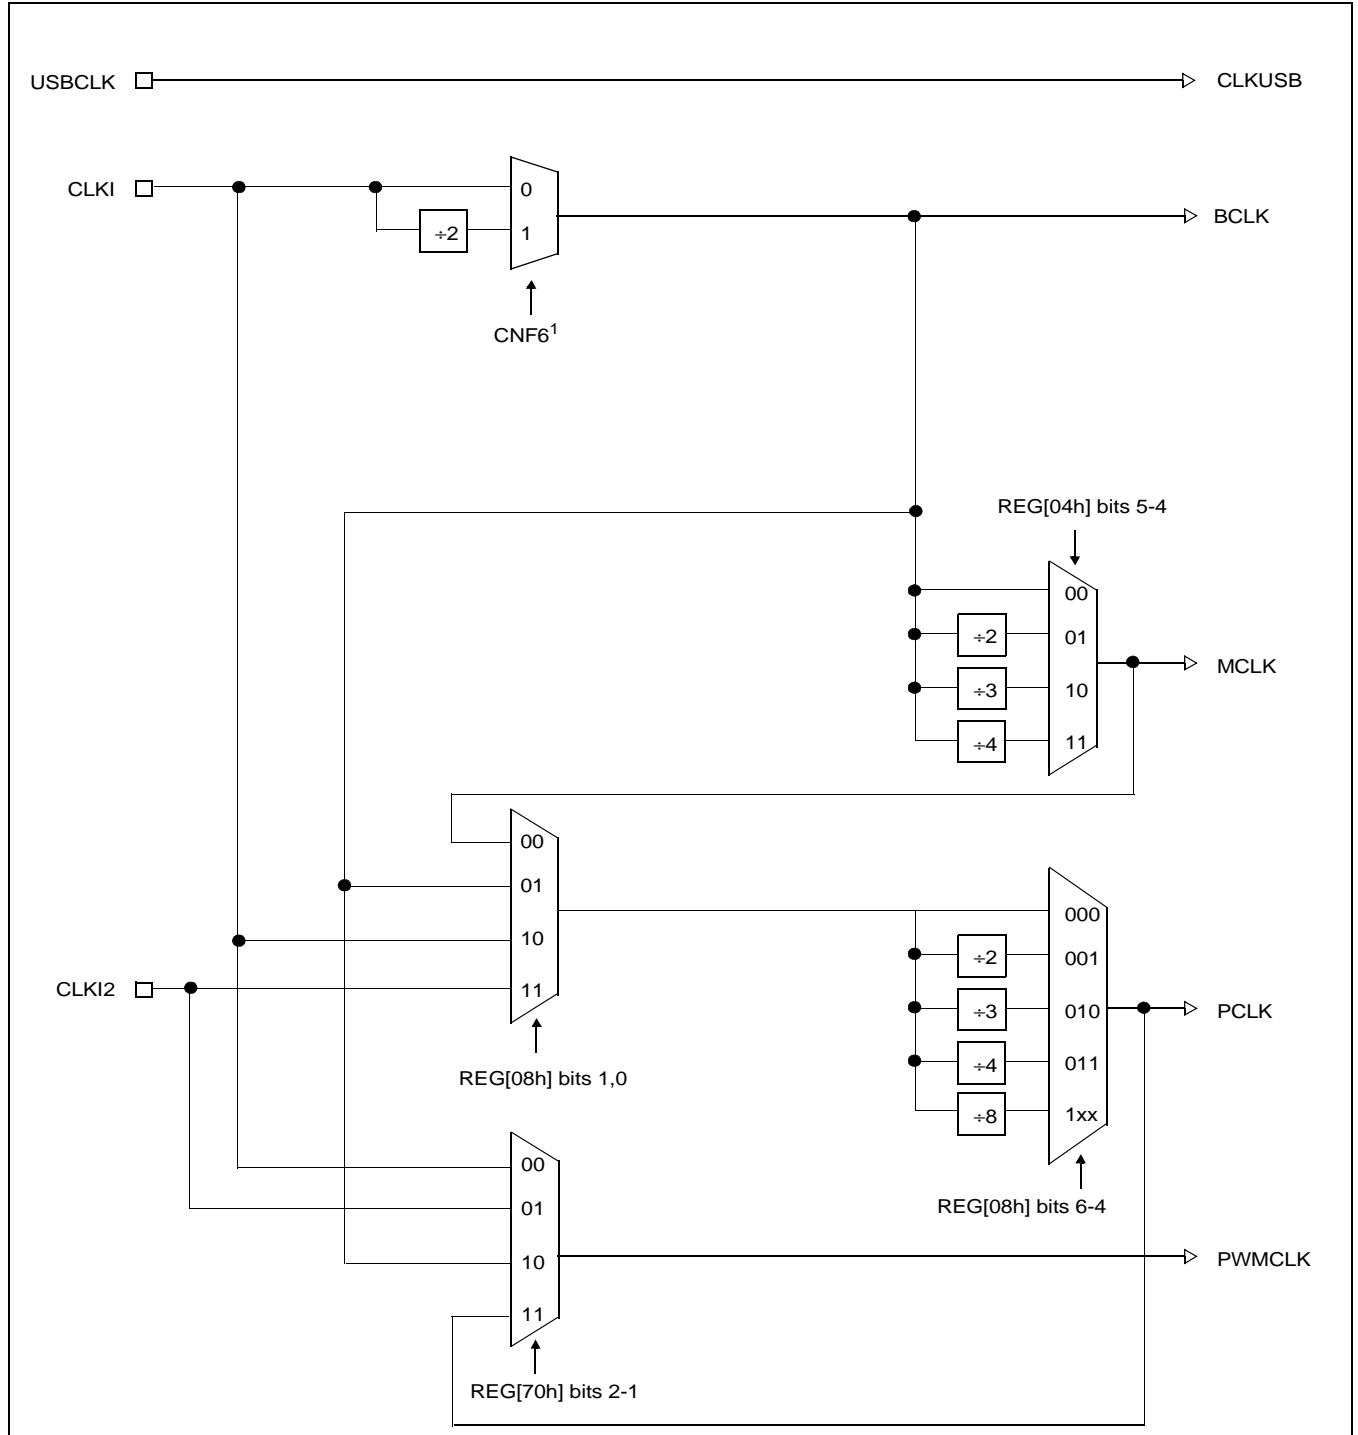 USBCLK
CLKUSB
CLKI
0
BCLK
÷2
1
CNF6¹
REG[04h] bits 5-4
00
÷2
01
MCLK
÷3
10
÷4
11
00
01
000
10
÷2
001
CLKI2
11
÷3
010
PCLK
÷4
011
REG[08h] bits 1,0
÷8
1xx
00
01
REG[08h] bits 6-4
10
PWMCLK
11
REG[70h] bits 2-1